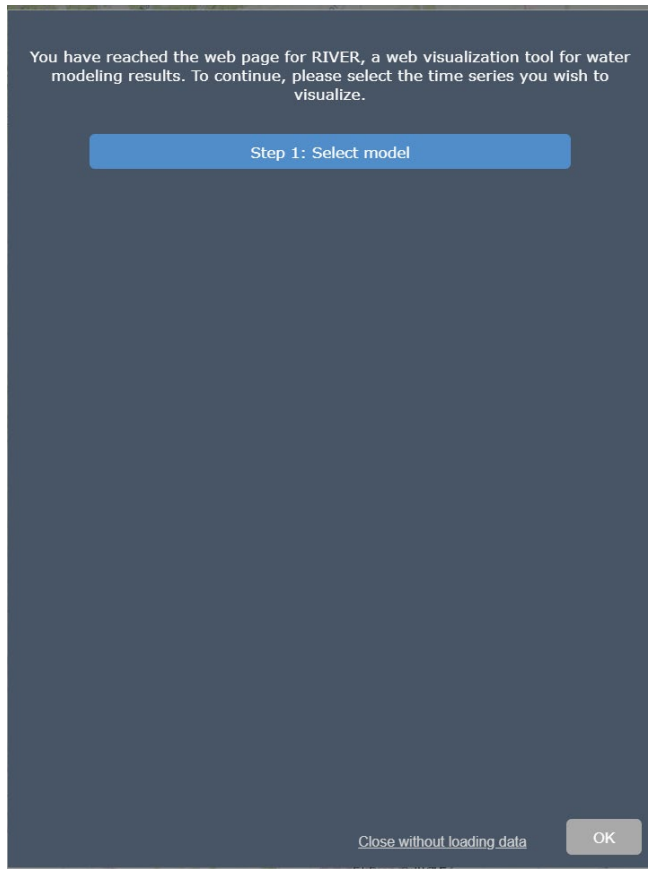 You have reached the web page for RIVER, a web visualization tool for water
modeling results. To continue, please select the time series you wish to
visualize.
Step 1: Select model
Close without loading data
OK